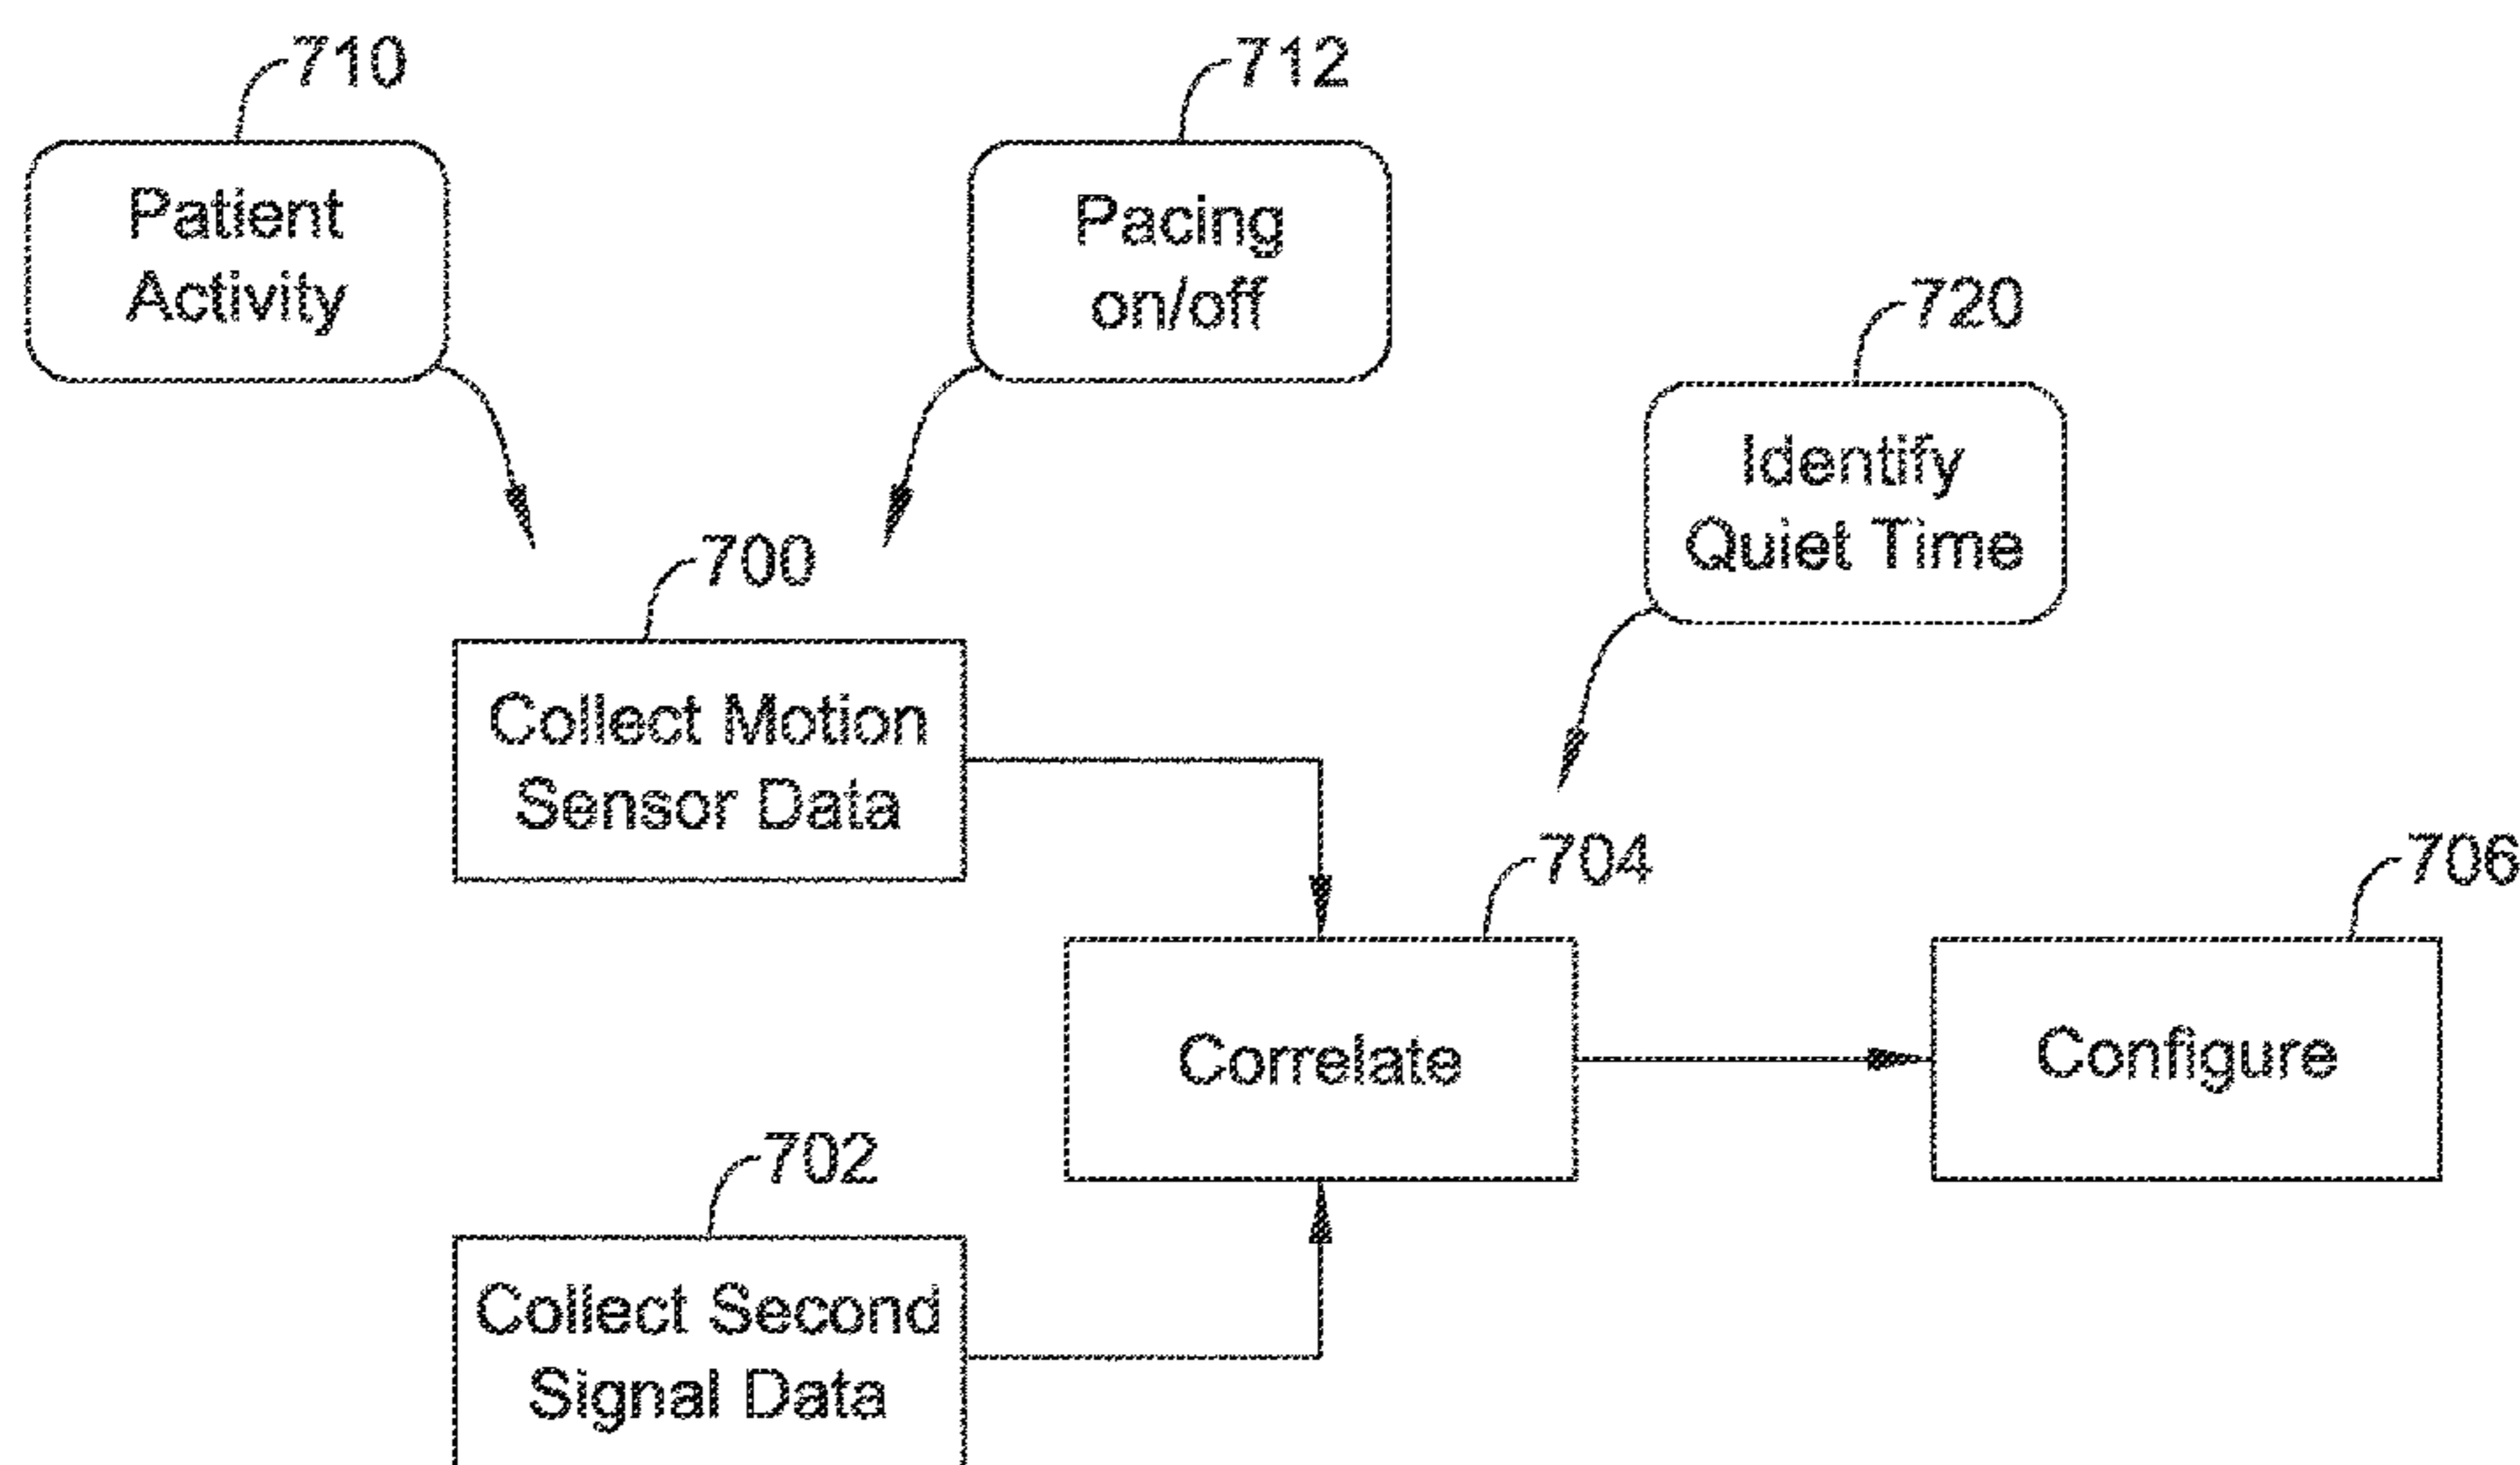 710
712
Patient
Activity
Pacing
on/off
720
Identify
Quiet Time
700
Collect Motion
Sensor Data
704
706
Correlate
Configure
702
Collect Second
Signal Data